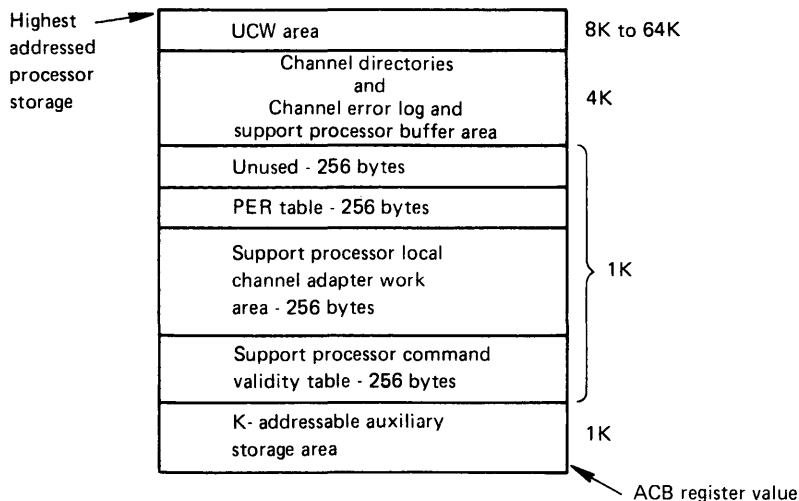 Highest
addressed
processor
storage
UCW area
8K to 64K
Channel directories
and
Channel error log and
support processor buffer area
4K
Unused - 256 bytes
PER table - 256 bytes
Support processor local
channel adapter work
area - 256 bytes
1K
Support processor command
validity table - 256 bytes
K- addressable auxiliary
storage area
1K
ACB register value